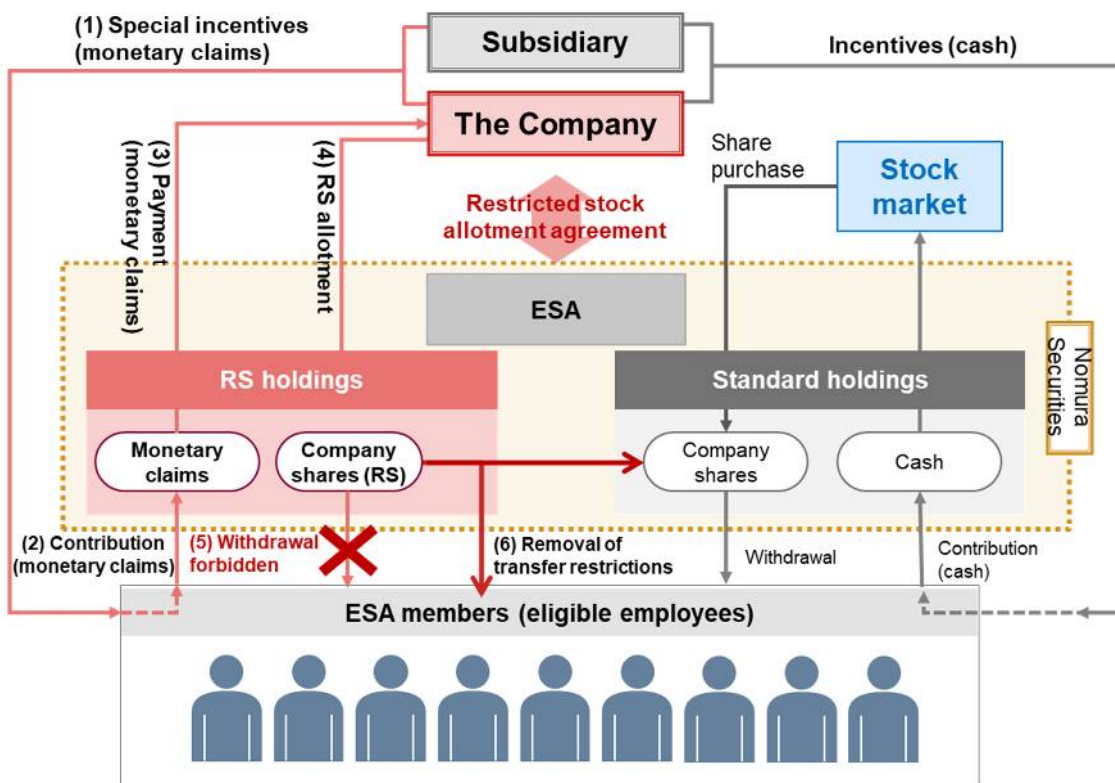 (1) Special incentives
(monetary claims)
Subsidiary
Incentives (cash)
The Company
(3) Payment
(monetary claims)
(4) RS allotment
Share
purchase
Stock
market
Restricted stock
allotment agreement
ESA
Nomura
Securities
RS holdings
Standard holdings
Monetary
claims
Company
shares (RS)
Company
shares
Cash
(2) Contribution
(monetary claims)
(5) Withdrawal
forbidden
(6) Removal of
transfer restrictions
Withdrawal
Contribution
(cash)
ESA members (eligible employees)